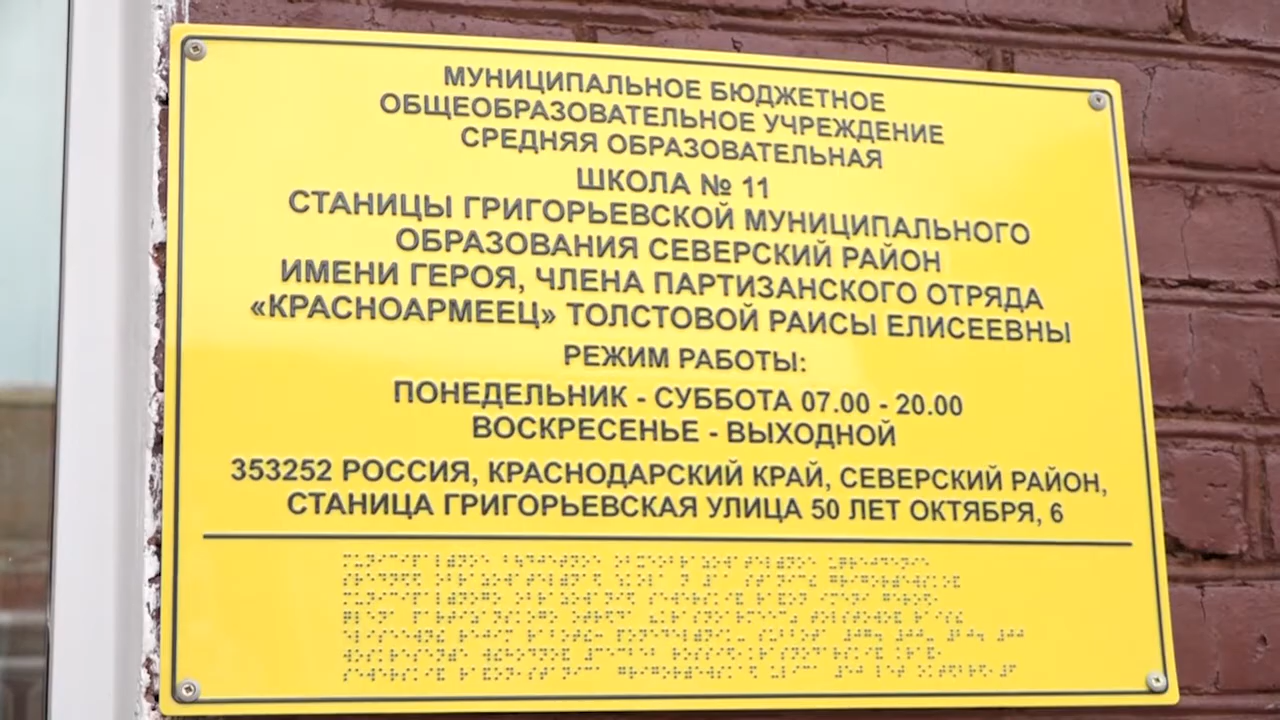 МУНИЦИПАЛЬНОЕ БЮДЖЕТНОЕ
ОБЩЕОБРАЗОВАТЕЛЬНОЕ УЧРЕЖДЕНИЕ
СРЕДНЯЯ ОБРАЗОВАТЕЛЬНАЯ
ШКОЛА № 11
СТАНИЦЫ ГРИГОРЬЕВСКОЙ МУНИЦИПАЛЬНОГО
ОБРАЗОВАНИЯ СЕВЕРСКИЙ РАЙОН
ИМЕНИ ГЕРОЯ, ЧЛЕНА ПАРТИЗАНСКОГО ОТРЯДА
«КРАСНОАРМЕЕЦ» ТОЛСТОВОЙ РАИСЫ ЕЛИСЕЕВНЫ
РЕЖИМ РАБОТЫ:
ПОНЕДЕЛЬНИК - СУББОТА 07.00 - 20.00
ВОСКРЕСЕНЬЕ - ВЫХОДНОЙ
353252 РОССИЯ, КРАСНОДАРСКИЙ КРАЙ, СЕВЕРСКИЙ РАЙОН,
СТАНИЦА ГРИГОРЬЕВСКАЯ УЛИЦА 50 ЛЕТ ОКТЯБРЯ, 6